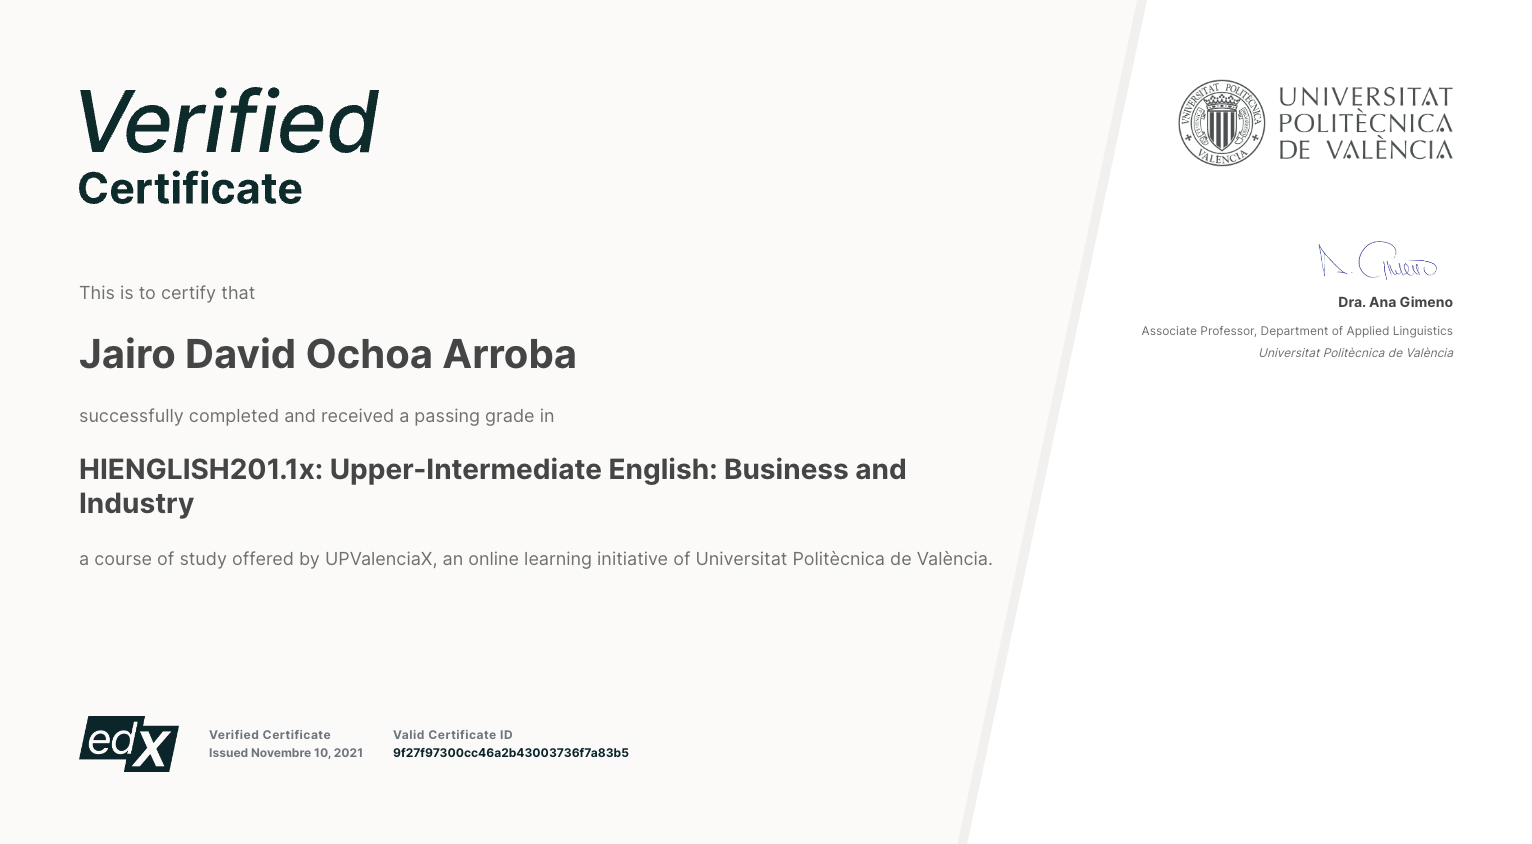 Verified
Certificate
This is to certify that
Jairo David Ochoa Arroba
successfully completed and received a passing grade in
HIENGLISH201.1x: Upper-Intermediate English: Business and
Industry
a course of study offered by UPValenciaX, an online learning initiative of Universitat Politècnica de València.
edX
Verified Certificate
Issued Novembre 10, 2021
Valid Certificate ID
9f27f97300cc46a2b43003736f7a83b5
UNIVERSITAT POLITÈCNICA
VALENCIA
UNIVERSITAT
POLITÈCNICA
DE VALÈNCIA
A. Gimeno
Dra. Ana Gimeno
Associate Professor, Department of Applied Linguistics
Universitat Politècnica de València